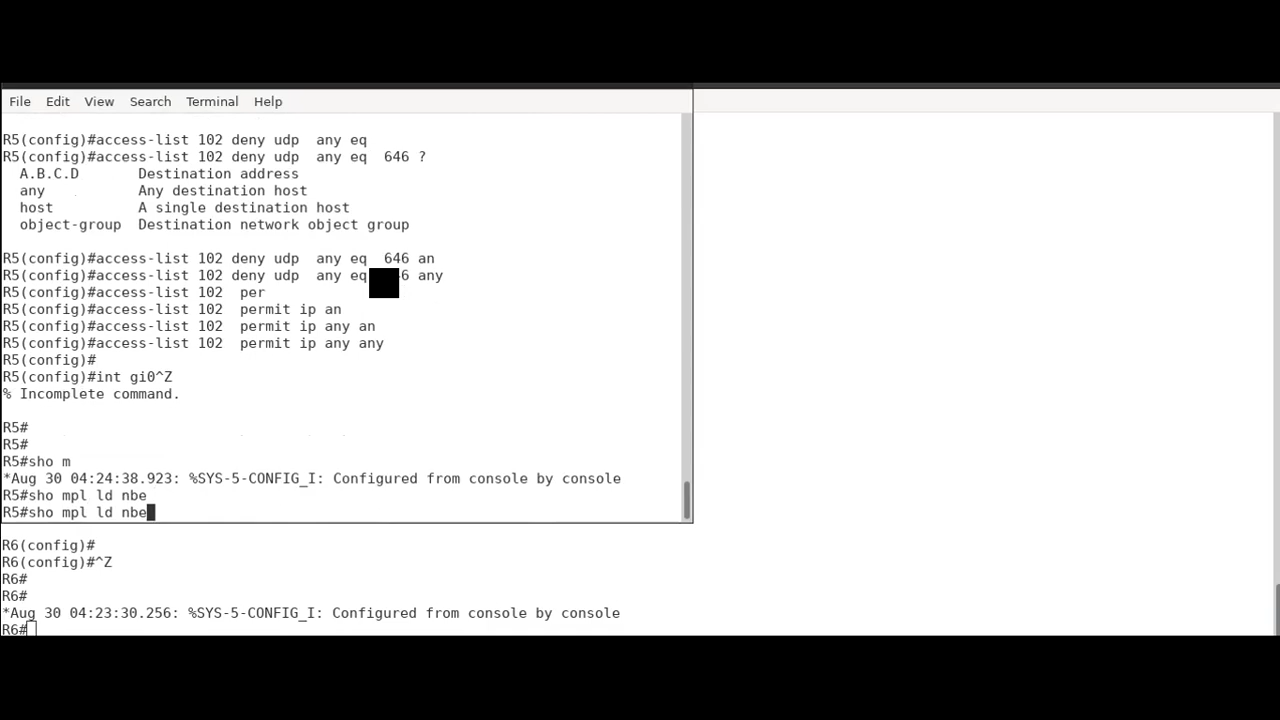 File Edit View Search Terminal Help
R5(config)#access-list 102 deny udp  any eq
R5(config)#access-list 102 deny udp  any eq  646 ?
  A.B.C.D       Destination address
  any           Any destination host
  host          A single destination host
  object-group  Destination network object group
R5(config)#access-list 102 deny udp  any eq  646 an
R5(config)#access-list 102 deny udp  any eq 6 any
R5(config)#access-list 102  per
R5(config)#access-list 102  permit ip an
R5(config)#access-list 102  permit ip any an
R5(config)#access-list 102  permit ip any any
R5(config)#
R5(config)#int gi0^Z
% Incomplete command.
R5#
R5#
R5#sho m
*Aug 30 04:24:38.923: %SYS-5-CONFIG_I: Configured from console by console
R5#sho mpl ld nbe
R5#sho mpl ld nbe
R6(config)#
R6(config)#^Z
R6#
R6#
*Aug 30 04:23:30.256: %SYS-5-CONFIG_I: Configured from console by console
R6#